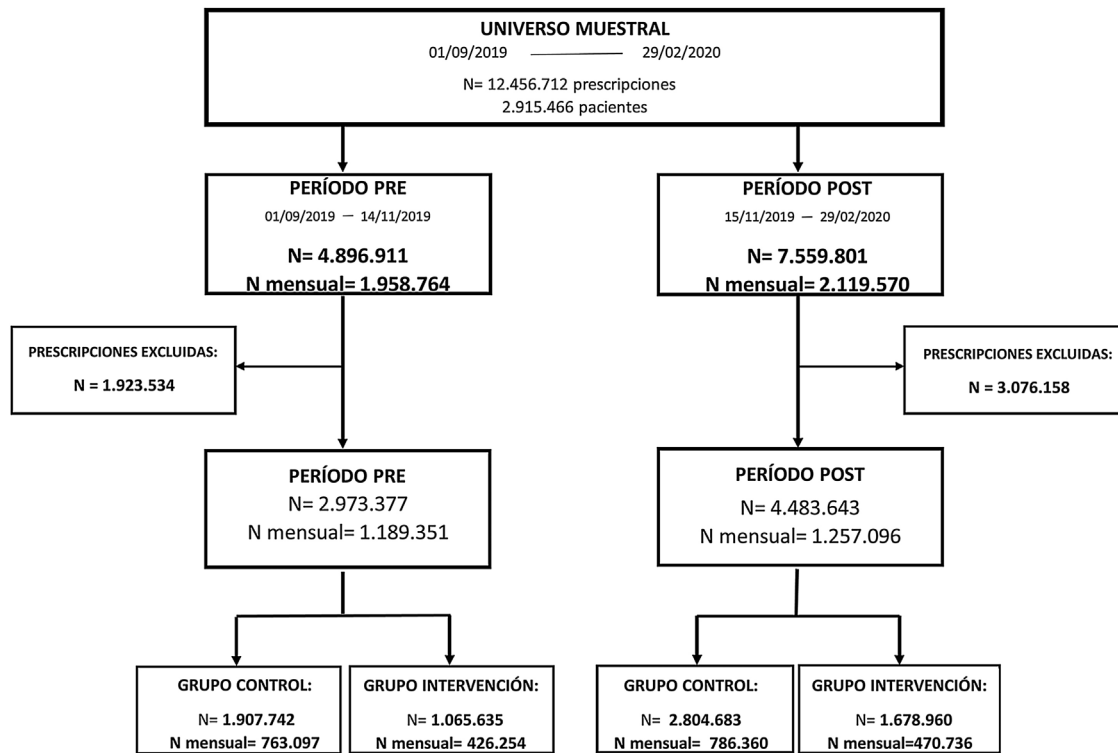 UNIVERSO MUESTRAL
01/09/2019 29/02/2020
N= 12.456.712 prescripciones
2.915.466 pacientes
PERÍODO PRE
01/09/2019 — 14/11/2019
N= 4.896.911
N mensual= 1.958.764
PERÍODO POST
15/11/2019 — 29/02/2020
N= 7.559.801
N mensual= 2.119.570
PRESCRIPCIONES EXCLUIDAS:
N = 1.923.534
PRESCRIPCIONES EXCLUIDAS:
N = 3.076.158
PERÍODO PRE
N= 2.973.377
N mensual= 1.189.351
PERÍODO POST
N= 4.483.643
N mensual= 1.257.096
GRUPO CONTROL:
N= 1.907.742
N mensual= 763.097
GRUPO INTERVENCIÓN:
N= 1.065.635
N mensual= 426.254
GRUPO CONTROL:
N= 2.804.683
N mensual= 786.360
GRUPO INTERVENCIÓN:
N= 1.678.960
N mensual=470.736